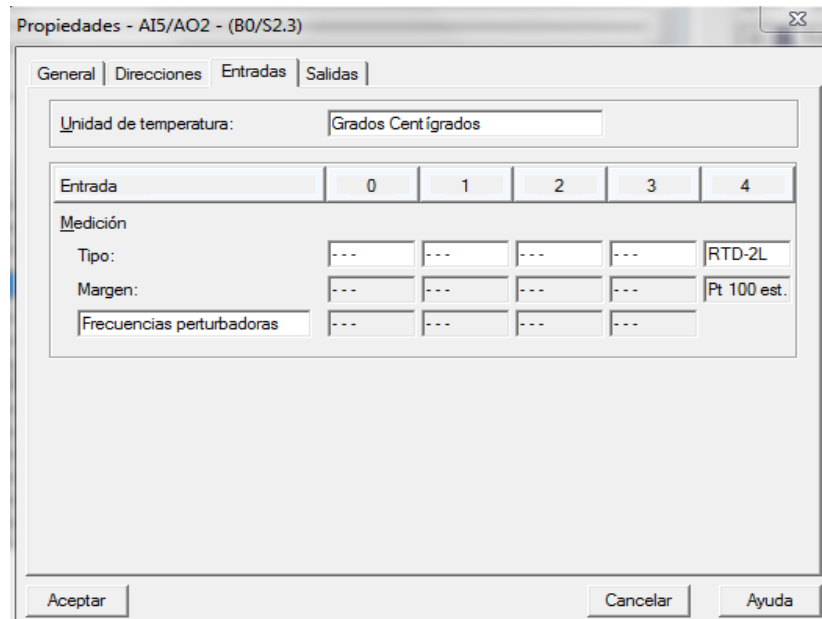 Propiedades - AI5/AO2 - (B0/S2.3)
General Direcciones Entradas Salidas
Unidad de temperatura: Grados Centígrados
Entrada 0 1 2 3 4
Medición
Tipo: --- --- --- --- RTD-2L
Margen: --- --- --- --- Pt 100 est.
Frecuencias perturbadoras --- --- --- ---
Aceptar Cancelar Ayuda